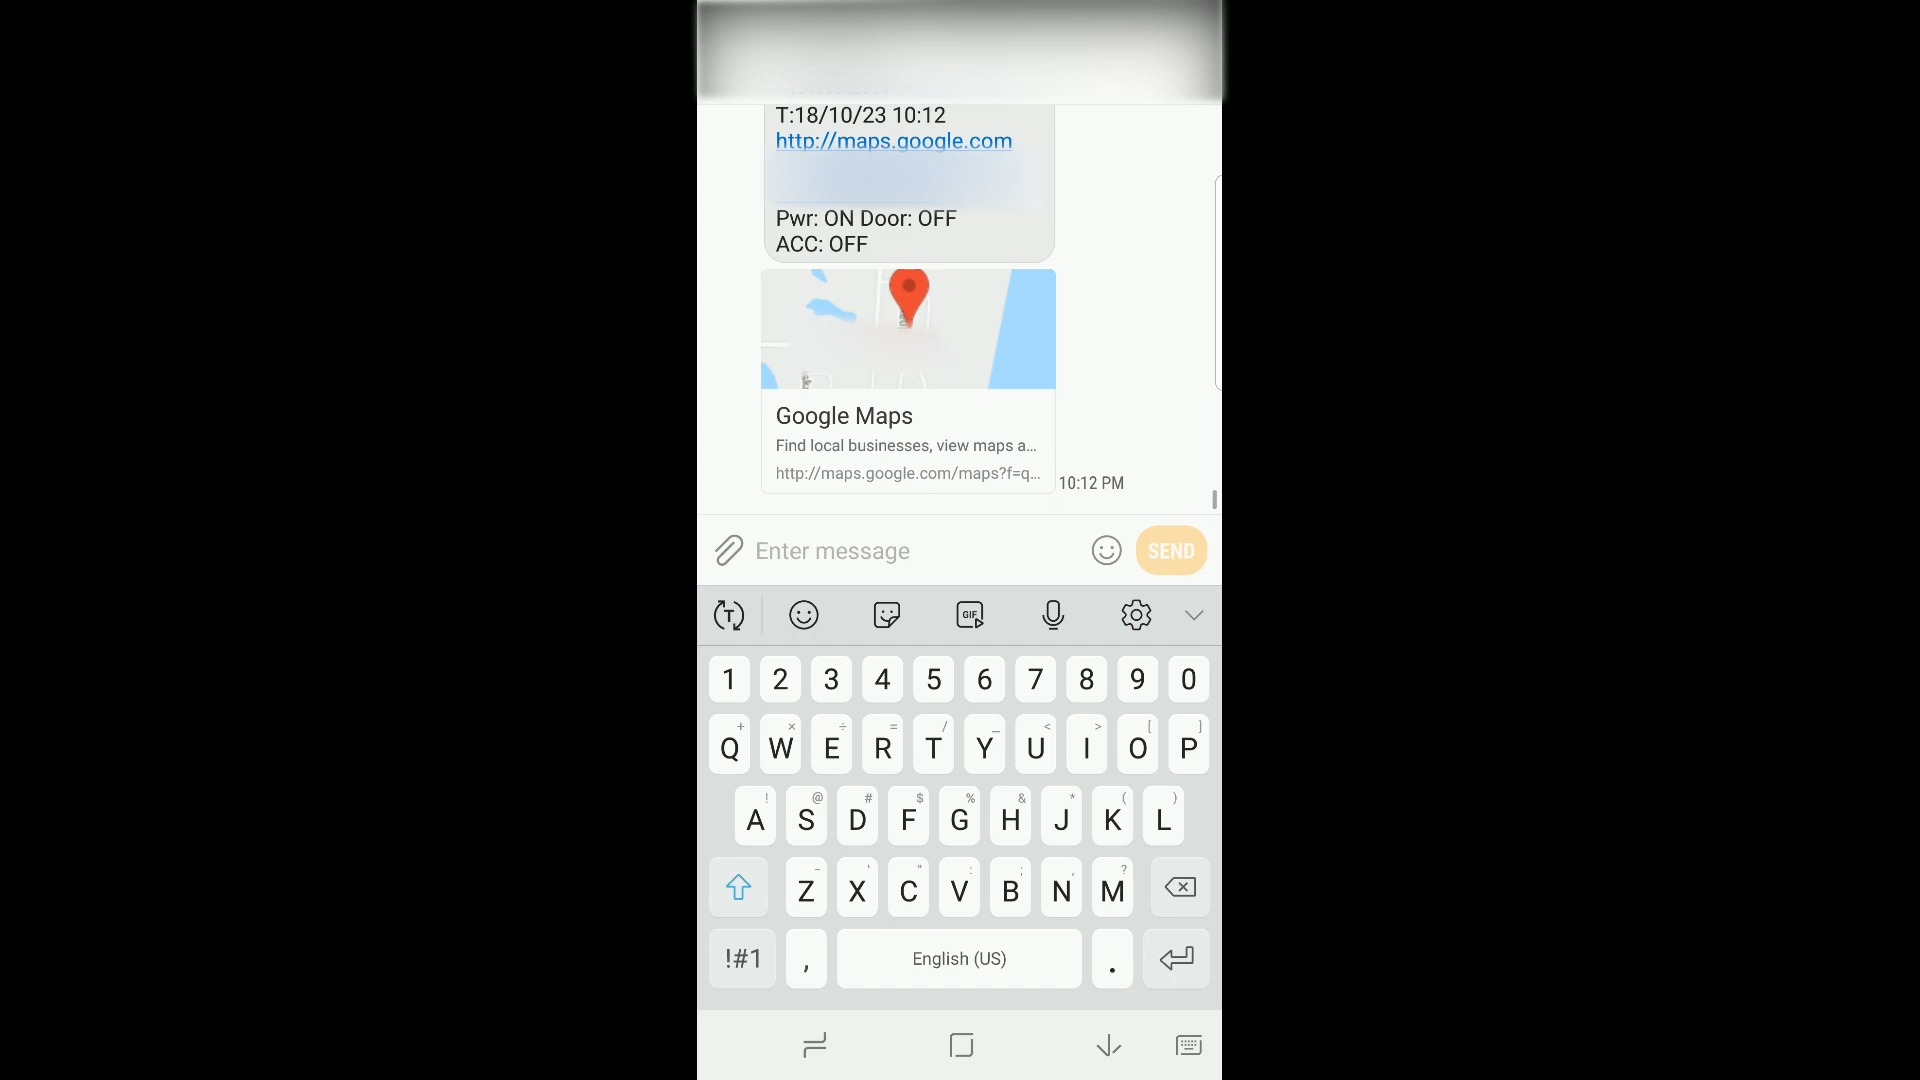 T:18/10/23 10:12
http://maps.google.com
Pwr: ON Door: OFF
ACC: OFF
Google Maps
Find local businesses, view maps a...
http://maps.google.com/maps?f=q...
10:12 PM
Enter message
SEND
T
GIF
1 2 3 4 5 6 7 8 9 0
+ × ÷ = / _ < > [ ]
Q W E R T Y U I O P
! @ # $ % & * ( )
A S D F G H J K L
- ' " : ; , ?
Z X C V B N M
!#1 , English (US) .